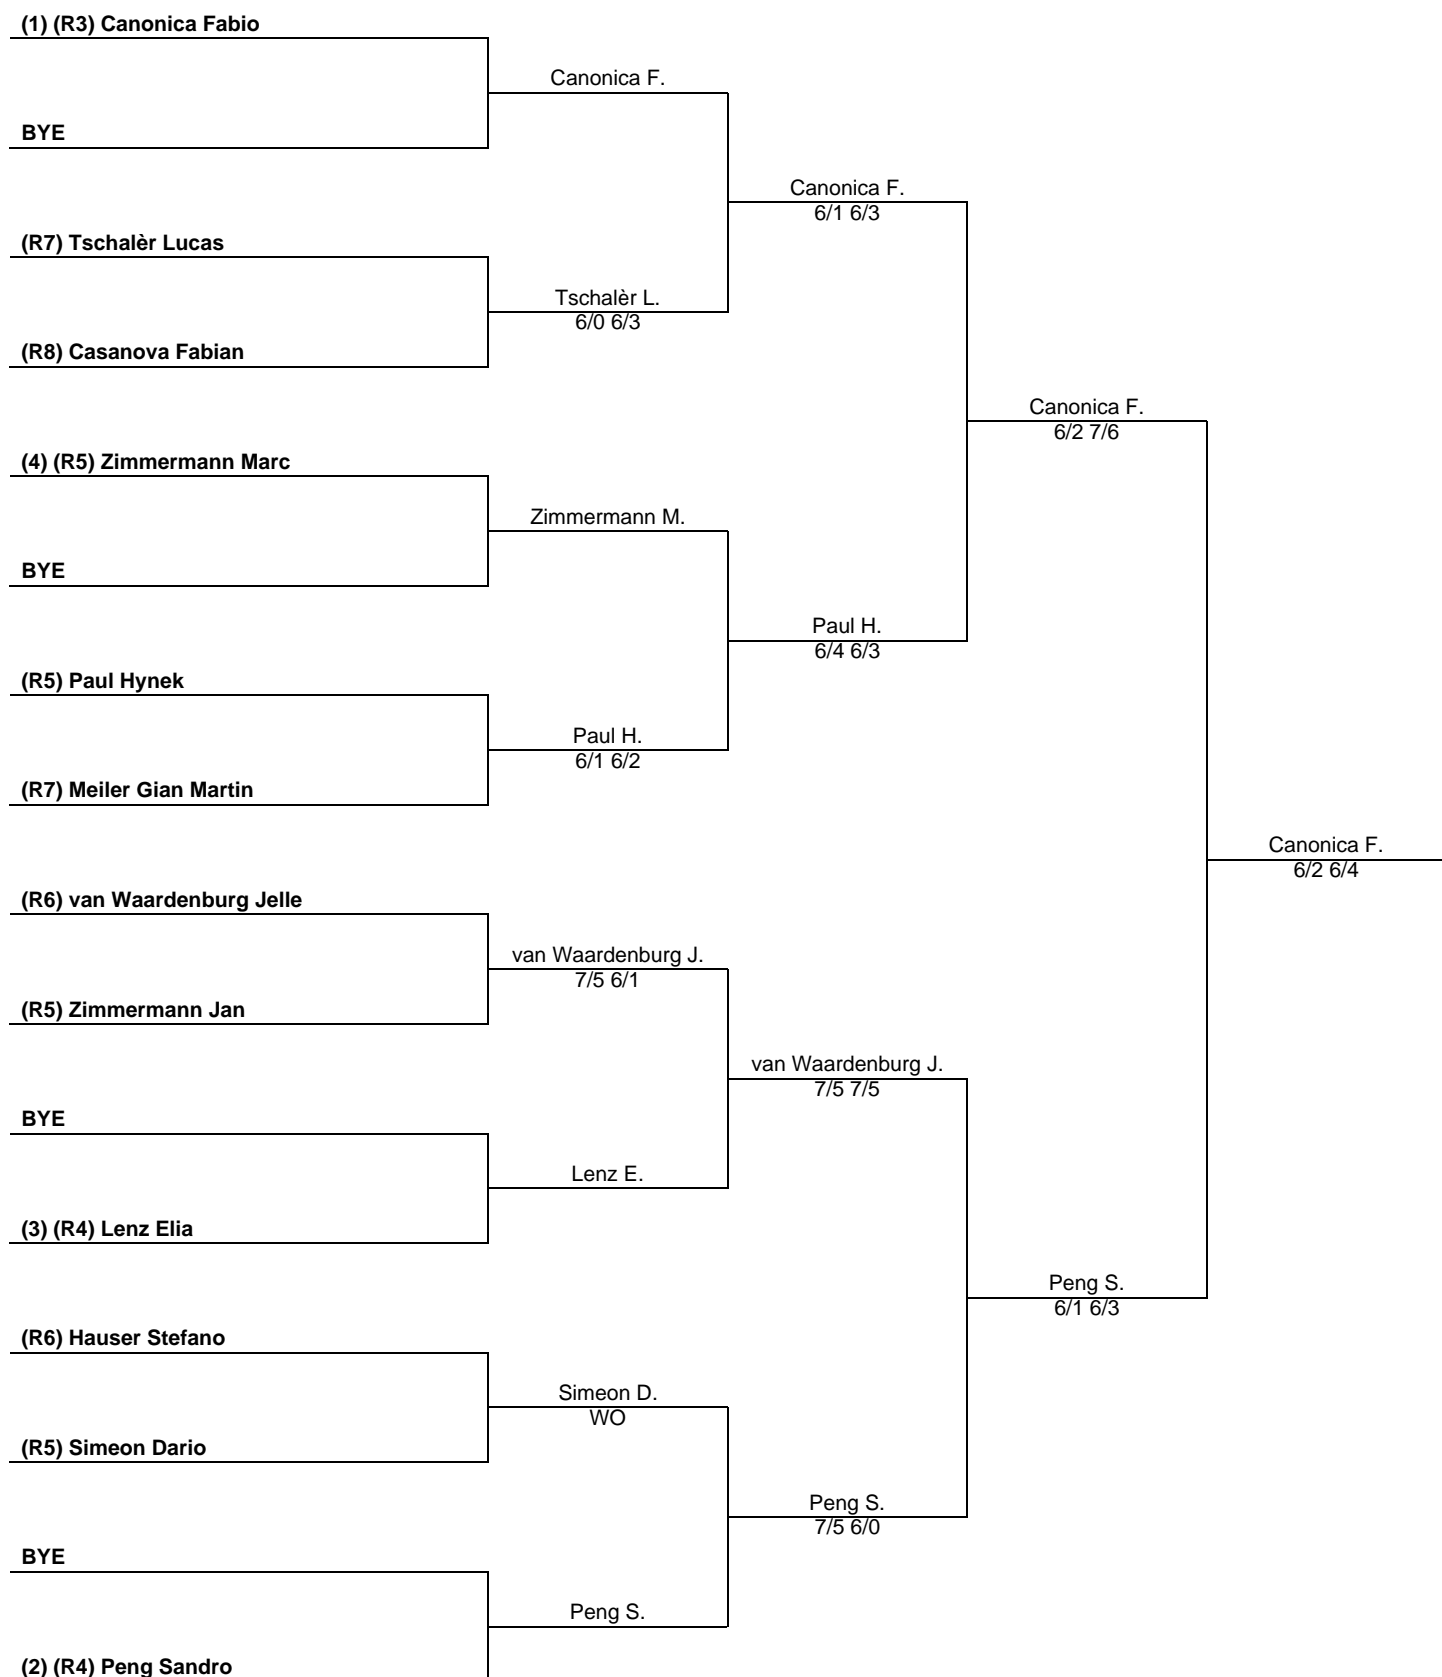 (1) (R3) Canonica Fabio
Canonica F.
BYE
Canonica F.
6/1 6/3
(R7) Tschalèr Lucas
Tschalèr L.
6/0 6/3
(R8) Casanova Fabian
Canonica F.
6/2 7/6
(4) (R5) Zimmermann Marc
Zimmermann M.
BYE
Paul H.
6/4 6/3
(R5) Paul Hynek
Paul H.
6/1 6/2
(R7) Meiler Gian Martin
Canonica F.
6/2 6/4
(R6) van Waardenburg Jelle
van Waardenburg J.
7/5 6/1
(R5) Zimmermann Jan
van Waardenburg J.
7/5 7/5
BYE
Lenz E.
(3) (R4) Lenz Elia
Peng S.
6/1 6/3
(R6) Hauser Stefano
Simeon D.
WO
(R5) Simeon Dario
Peng S.
7/5 6/0
BYE
Peng S.
(2) (R4) Peng Sandro